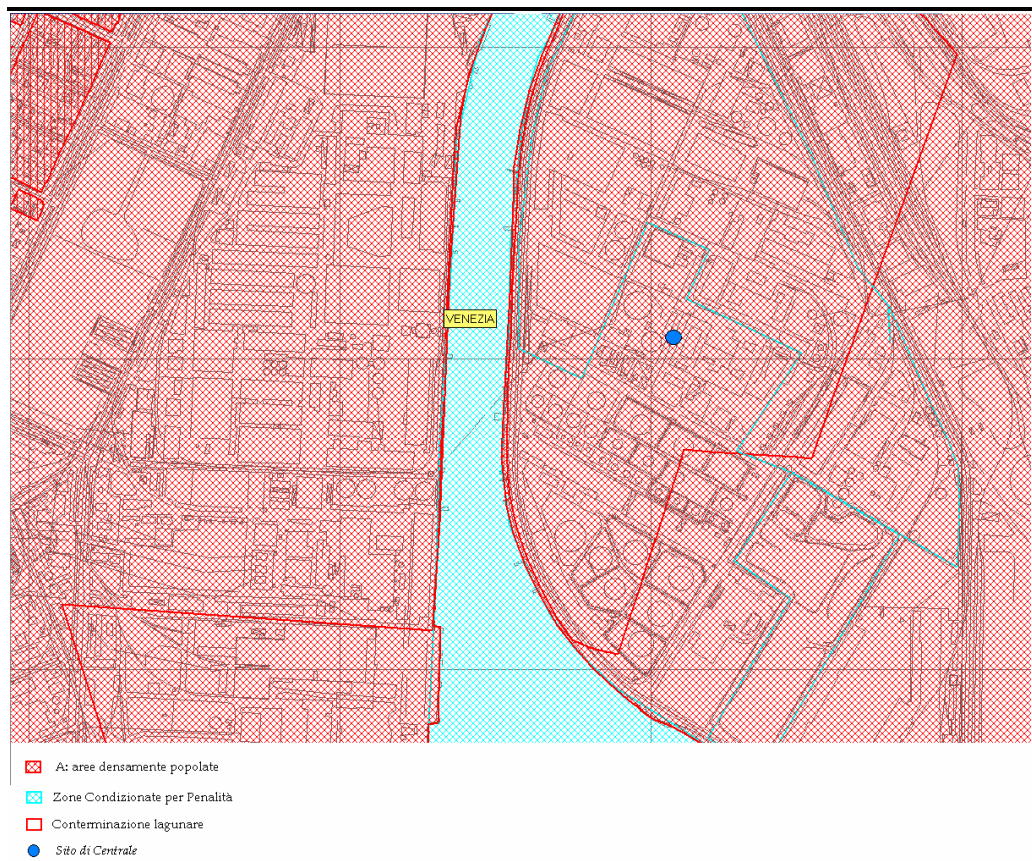 VENEZIA
A: aree densamente popolate
Zone Condizionate per Penalità
Conterminazione lagunare
Sito di Centrale